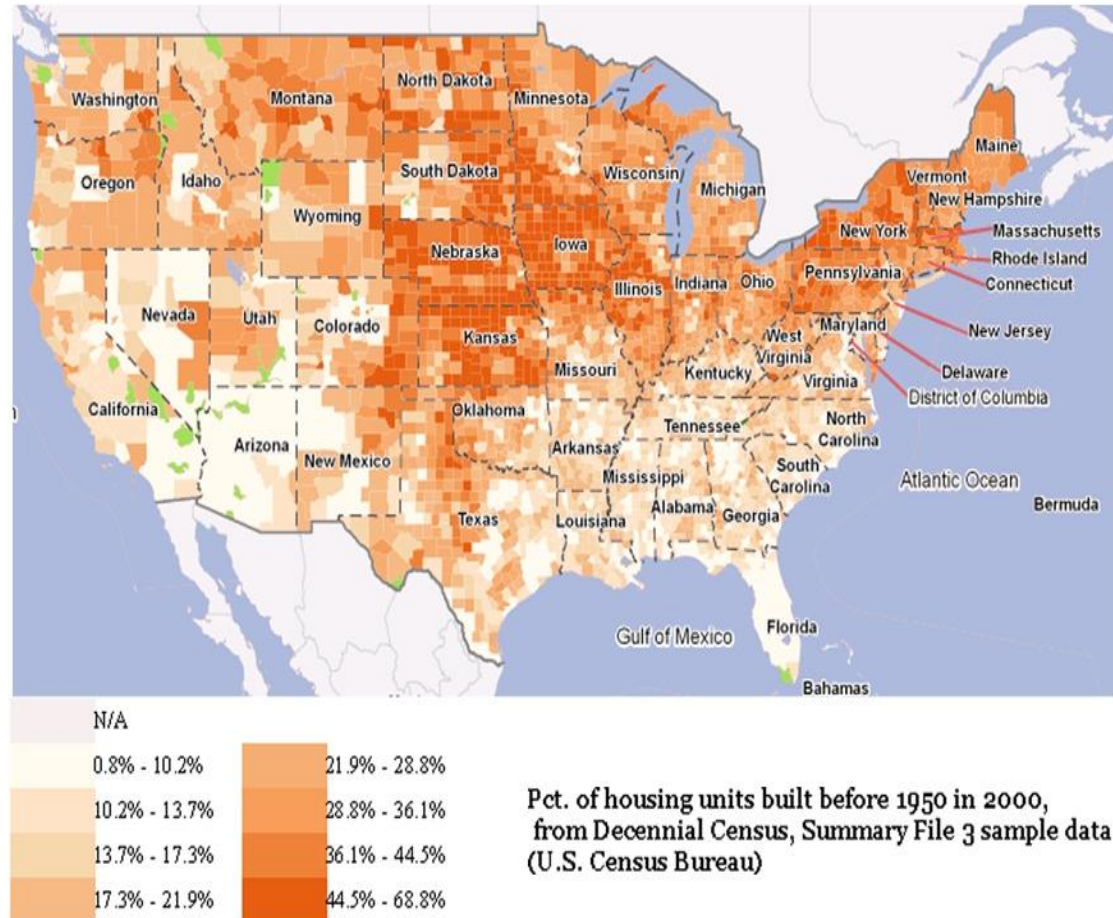 Washington
Montana
North Dakota
Minnesota
Maine
Oregon
Idaho
South Dakota
Wisconsin
Michigan
Vermont
New Hampshire
Wyoming
New York
Massachusetts
Nebraska
Iowa
Rhode Island
Pennsylvania
Connecticut
Nevada
Utah
Colorado
Illinois
Indiana
Ohio
New Jersey
Kansas
Missouri
West
Virginia
Maryland
Kentucky
Virginia
Delaware
District of Columbia
California
Arizona
New Mexico
Oklahoma
Arkansas
Tennessee
North
Carolina
Mississippi
South
Carolina
Atlantic Ocean
Bermuda
Texas
Louisiana
Alabama
Georgia
Gulf of Mexico
Florida
Bahamas
N/A
0.8% - 10.2%
10.2% - 13.7%
13.7% - 17.3%
17.3% - 21.9%
21.9% - 28.8%
28.8% - 36.1%
36.1% - 44.5%
44.5% - 68.8%
Pct. of housing units built before 1950 in 2000,
from Decennial Census, Summary File 3 sample data
(U.S. Census Bureau)